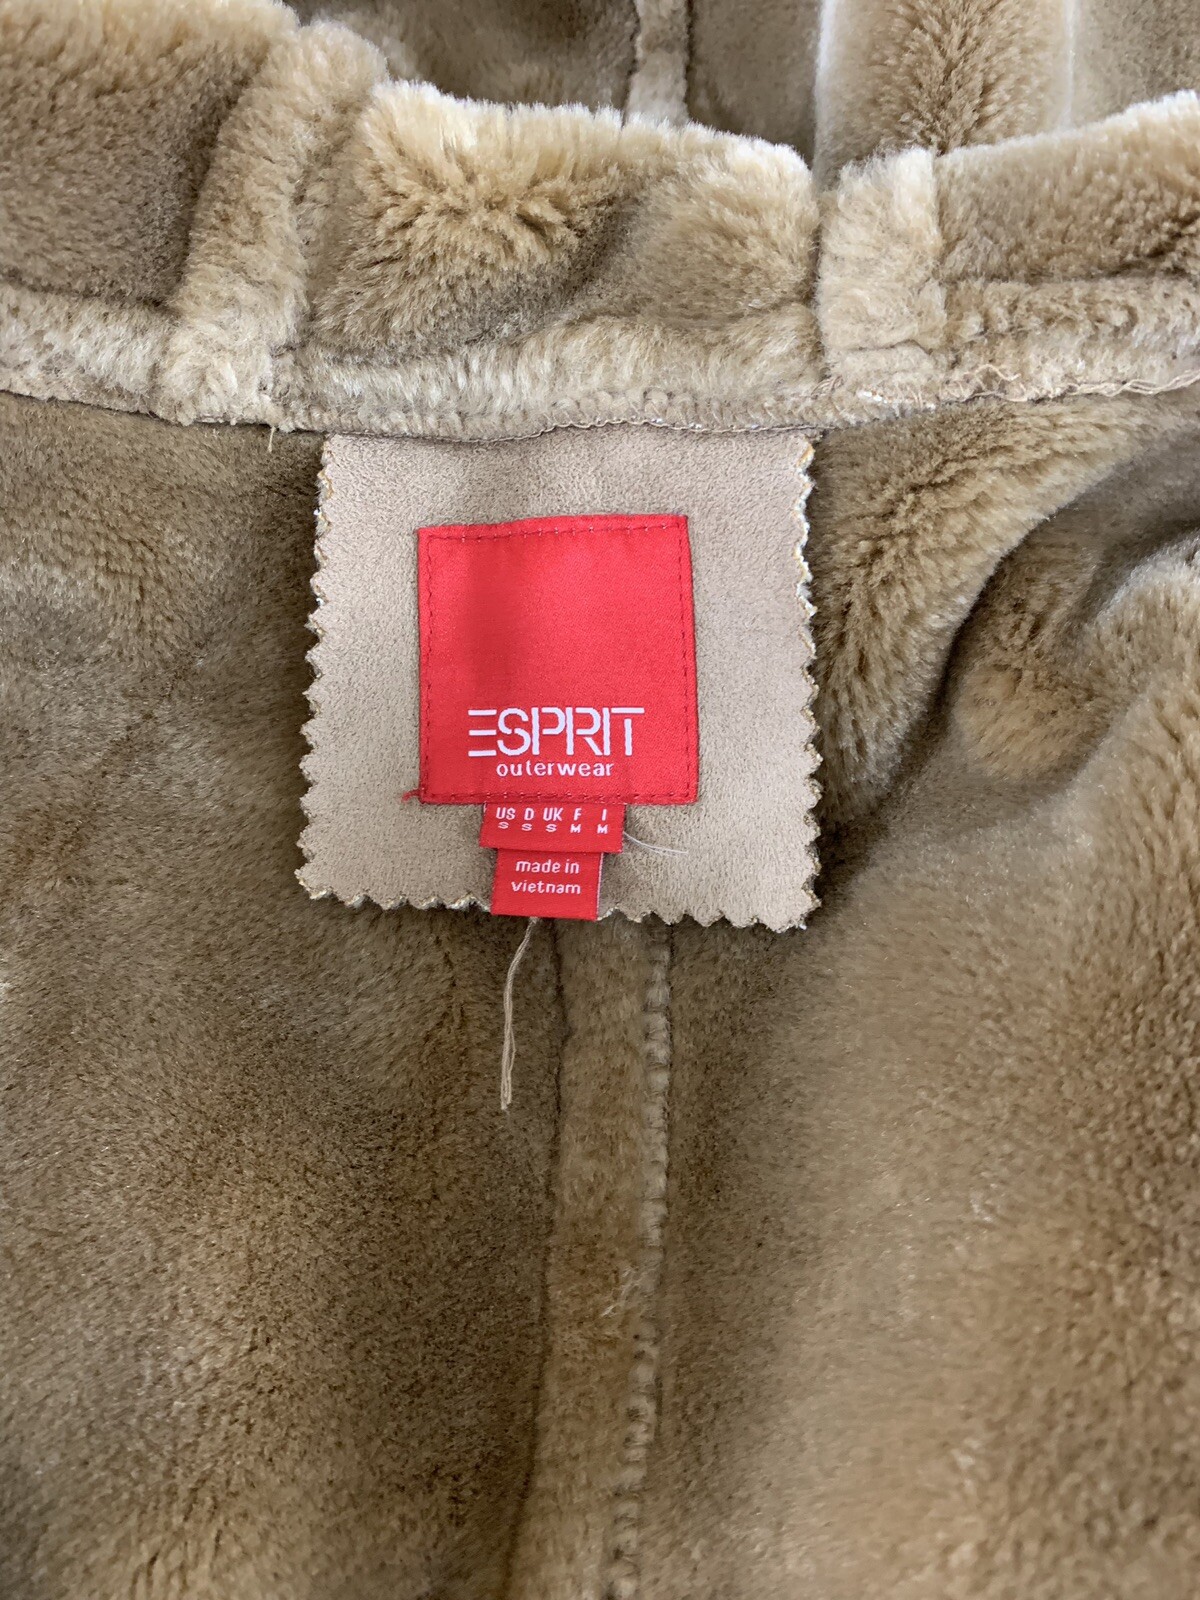 ESPRIT
outerwear
US D UK F I
S S S M M
made in
vietnam